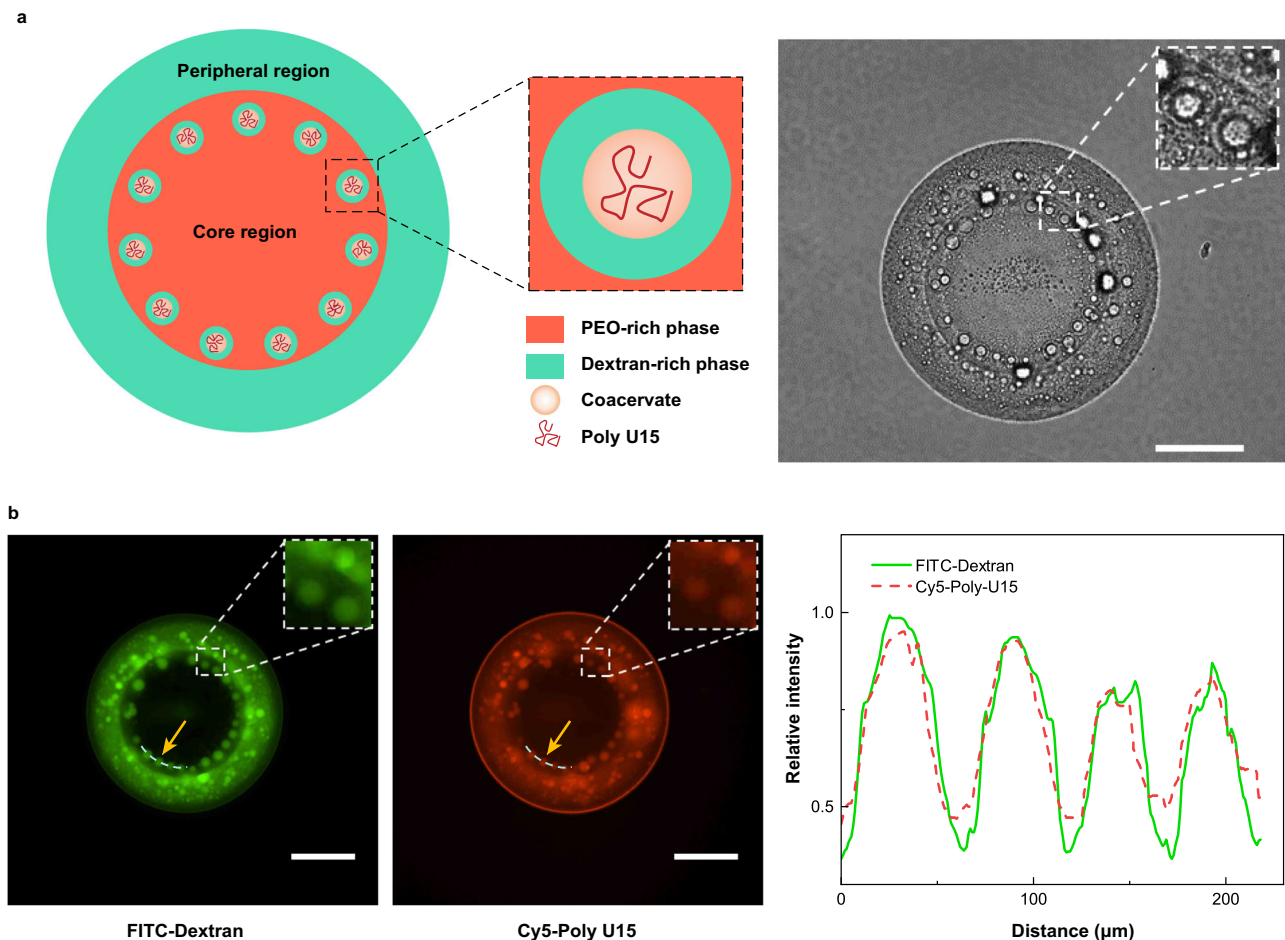 a
Peripheral region
Core region
PEO-rich phase
Dextran-rich phase
Coacervate
Poly U15
b
FITC-Dextran
Cy5-Poly U15
FITC-Dextran
Cy5-Poly-U15
Relative intensity
1.0
0.5
0
100
200
Distance (µm)